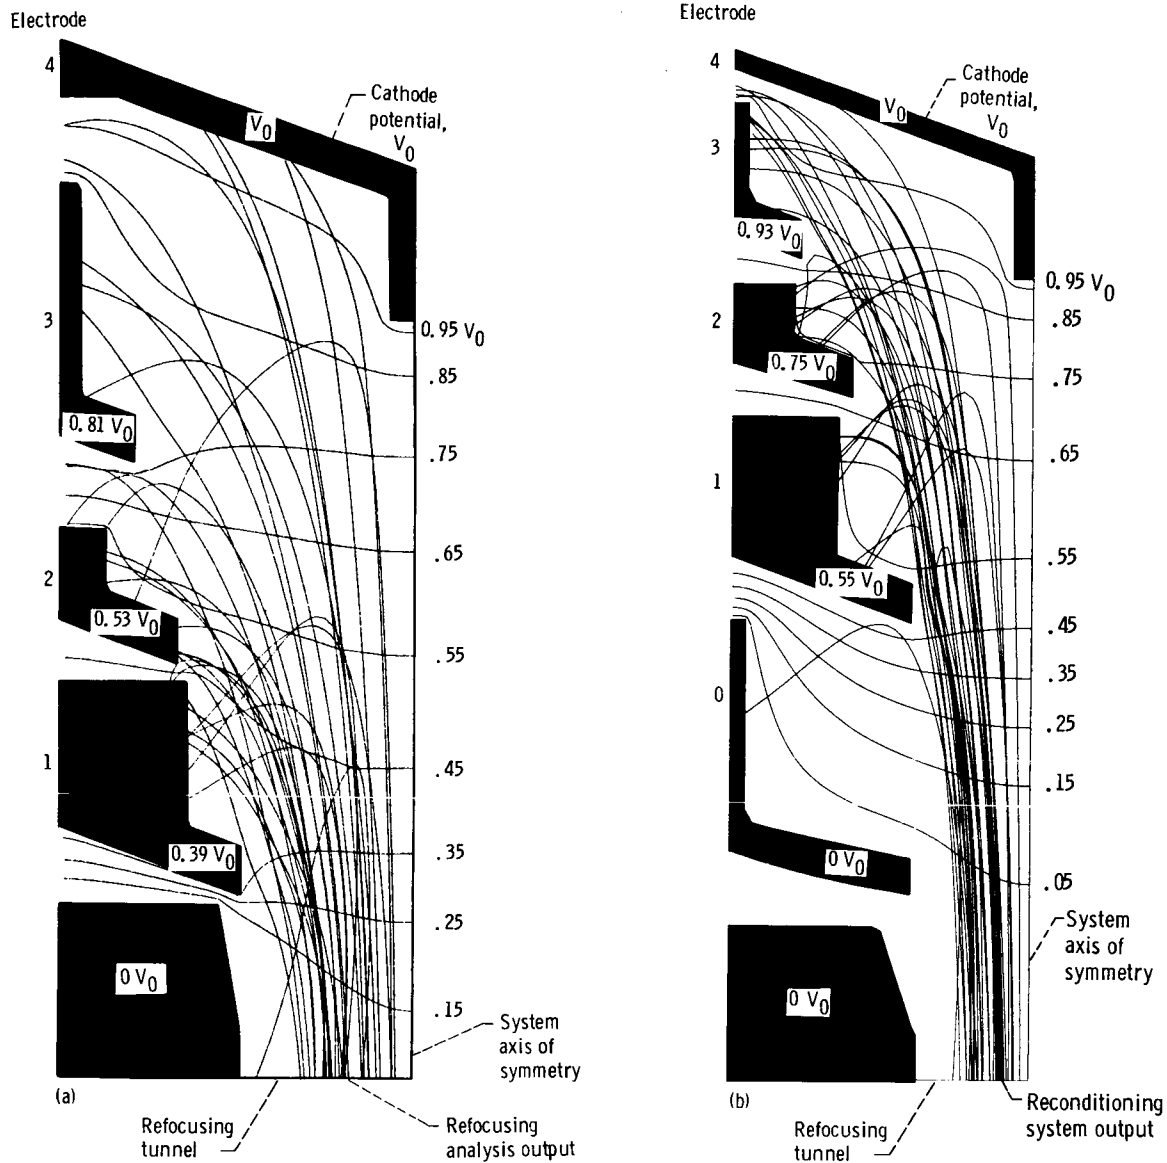 Electrode
4
Cathode
potential,
V0
V0
3
0.81 V0
0.95 V0
.85
.75
2
0.53 V0
.65
.55
1
0.39 V0
.45
.35
.25
0 V0
.15
System
axis of
symmetry
(a)
Refocusing
tunnel
Refocusing
analysis output
Electrode
4
Cathode
potential,
V0
V0
3
0.93 V0
0.95 V0
.85
2
0.75 V0
.75
.65
1
0.55 V0
.55
.45
.35
0
.25
.15
0 V0
.05
System
axis of
symmetry
0 V0
(b)
Refocusing
tunnel
Reconditioning
system output